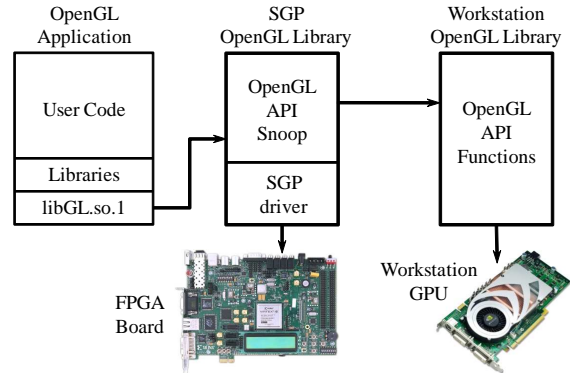 OpenGL
Application
SGP
OpenGL Library
Workstation
OpenGL Library
User Code
Libraries
libGL.so.1
OpenGL
API
Snoop
SGP
driver
OpenGL
API
Functions
FPGA
Board
Workstation
GPU